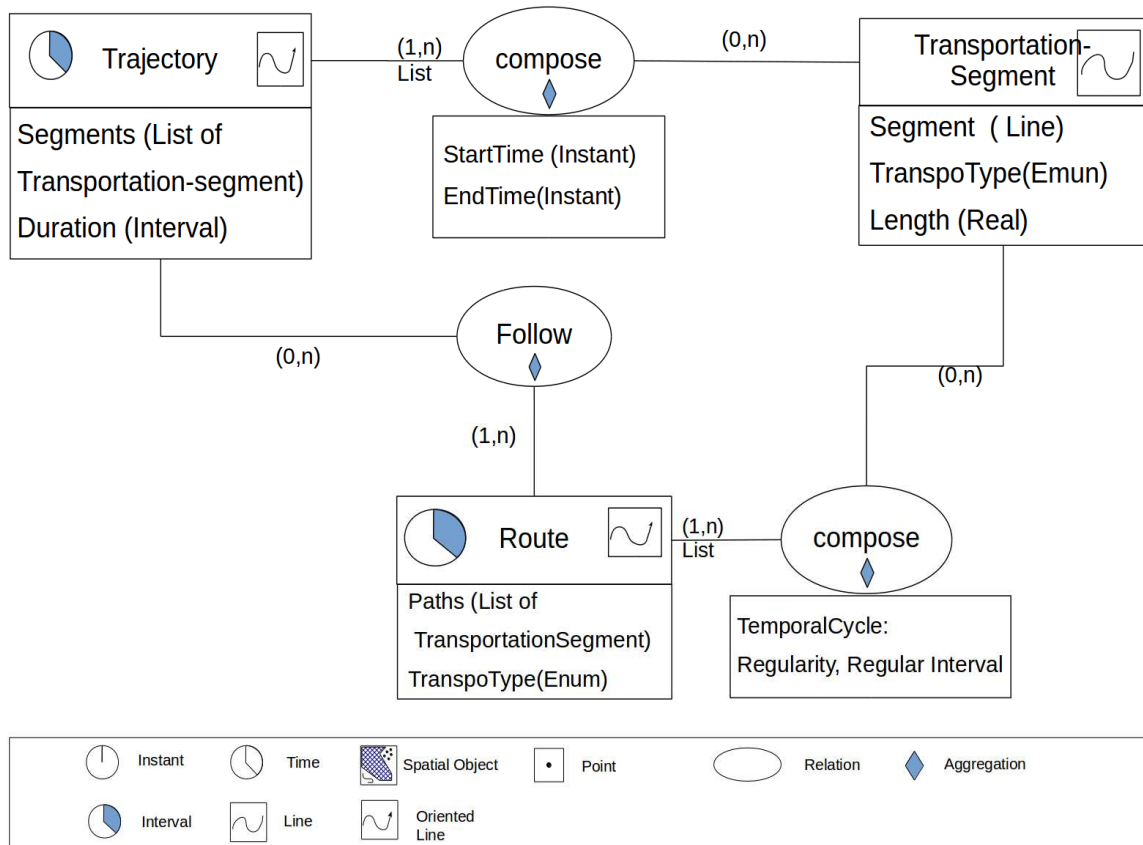 Trajectory
(1,n)
List
compose
(0,n)
Transportation-
Segment
Segments (List of
Transportation-segment)
Duration (Interval)
StartTime (Instant)
EndTime(Instant)
Segment ( Line)
TranspoType(Emun)
Length (Real)
Follow
(0,n)
(0,n)
(1,n)
Route
(1,n)
List
compose
Paths (List of
TransportationSegment)
TranspoType(Enum)
TemporalCycle:
Regularity, Regular Interval
Instant
Time
Spatial Object
Point
Relation
Aggregation
Interval
Line
Oriented
Line